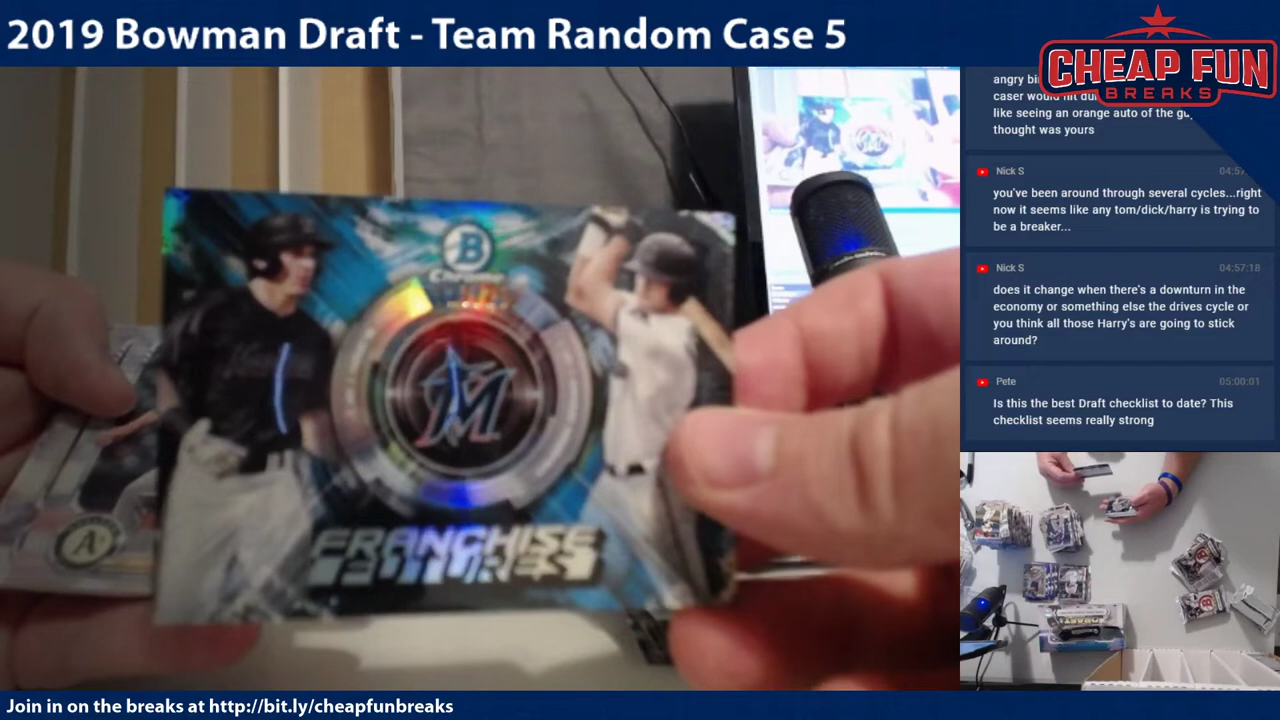 2019 Bowman Draft - Team Random Case 5
CHEAP FUN
BREAKS
like seeing an orange auto of the
thought was yours
Nick S
you've been around through several cycles...right
now it seems like any tom/dick/harry is trying to
be a breaker...
Nick S 04:57:18
does it change when there's a downturn in the
economy or something else the drives cycle or
you think all those Harry's are going to stick
around?
Pete 05:00:01
Is this the best Draft checklist to date? This
checklist seems really strong
B
Chrome
M
FRANCHISE
FUTURES
A's
Join in on the breaks at http://bit.ly/cheapfunbreaks